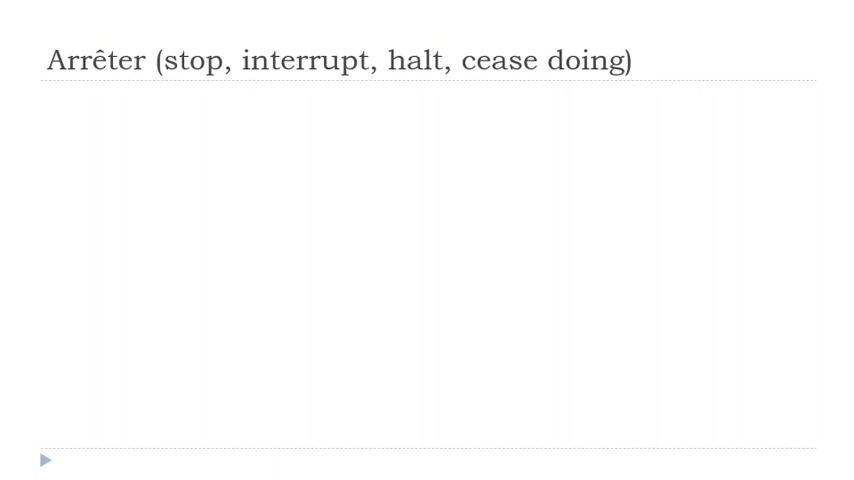 Arrêter (stop, interrupt, halt, cease doing)